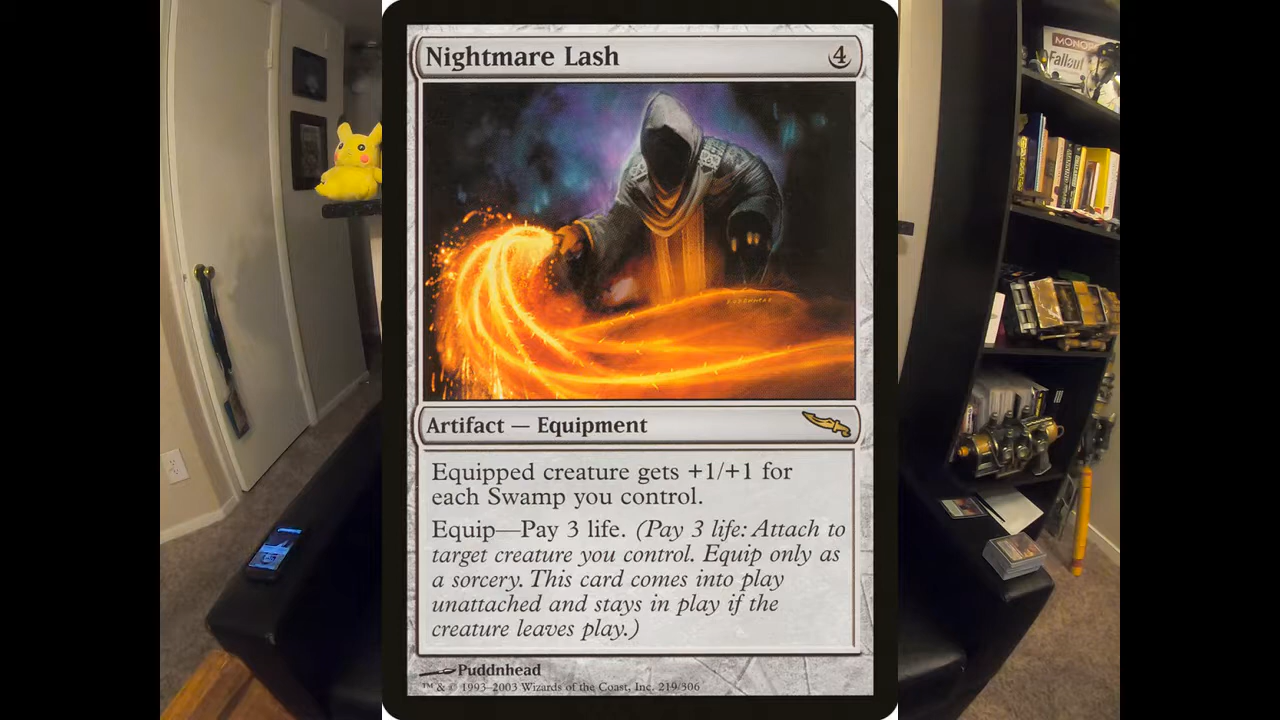 Nightmare Lash 4
Artifact — Equipment
Equipped creature gets +1/+1 for
each Swamp you control.
Equip—Pay 3 life. (Pay 3 life: Attach to
target creature you control. Equip only as
a sorcery. This card comes into play
unattached and stays in play if the
creature leaves play.)
Puddnhead
™ & © 1993–2003 Wizards of the Coast, Inc. 219/306
MONOP
Fallout